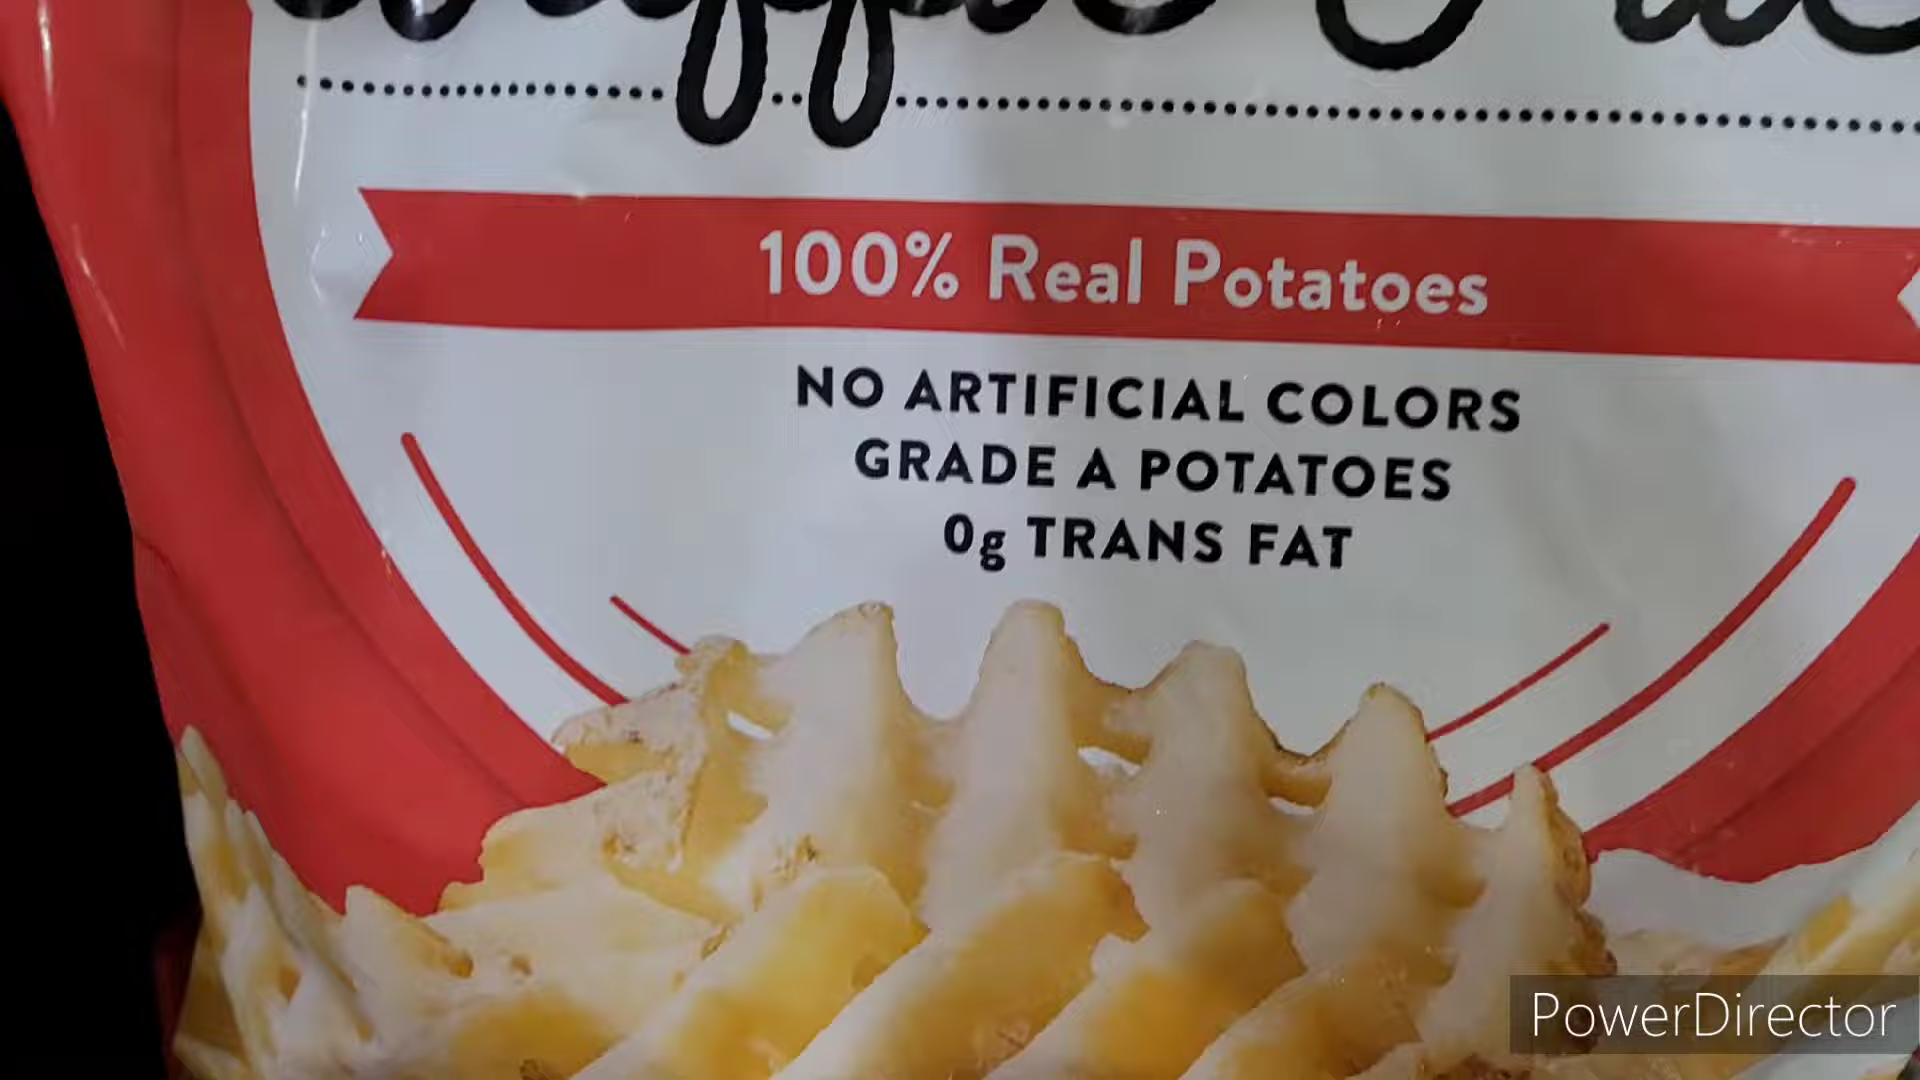 100% Real Potatoes
NO ARTIFICIAL COLORS
GRADE A POTATOES
0g TRANS FAT
PowerDirector